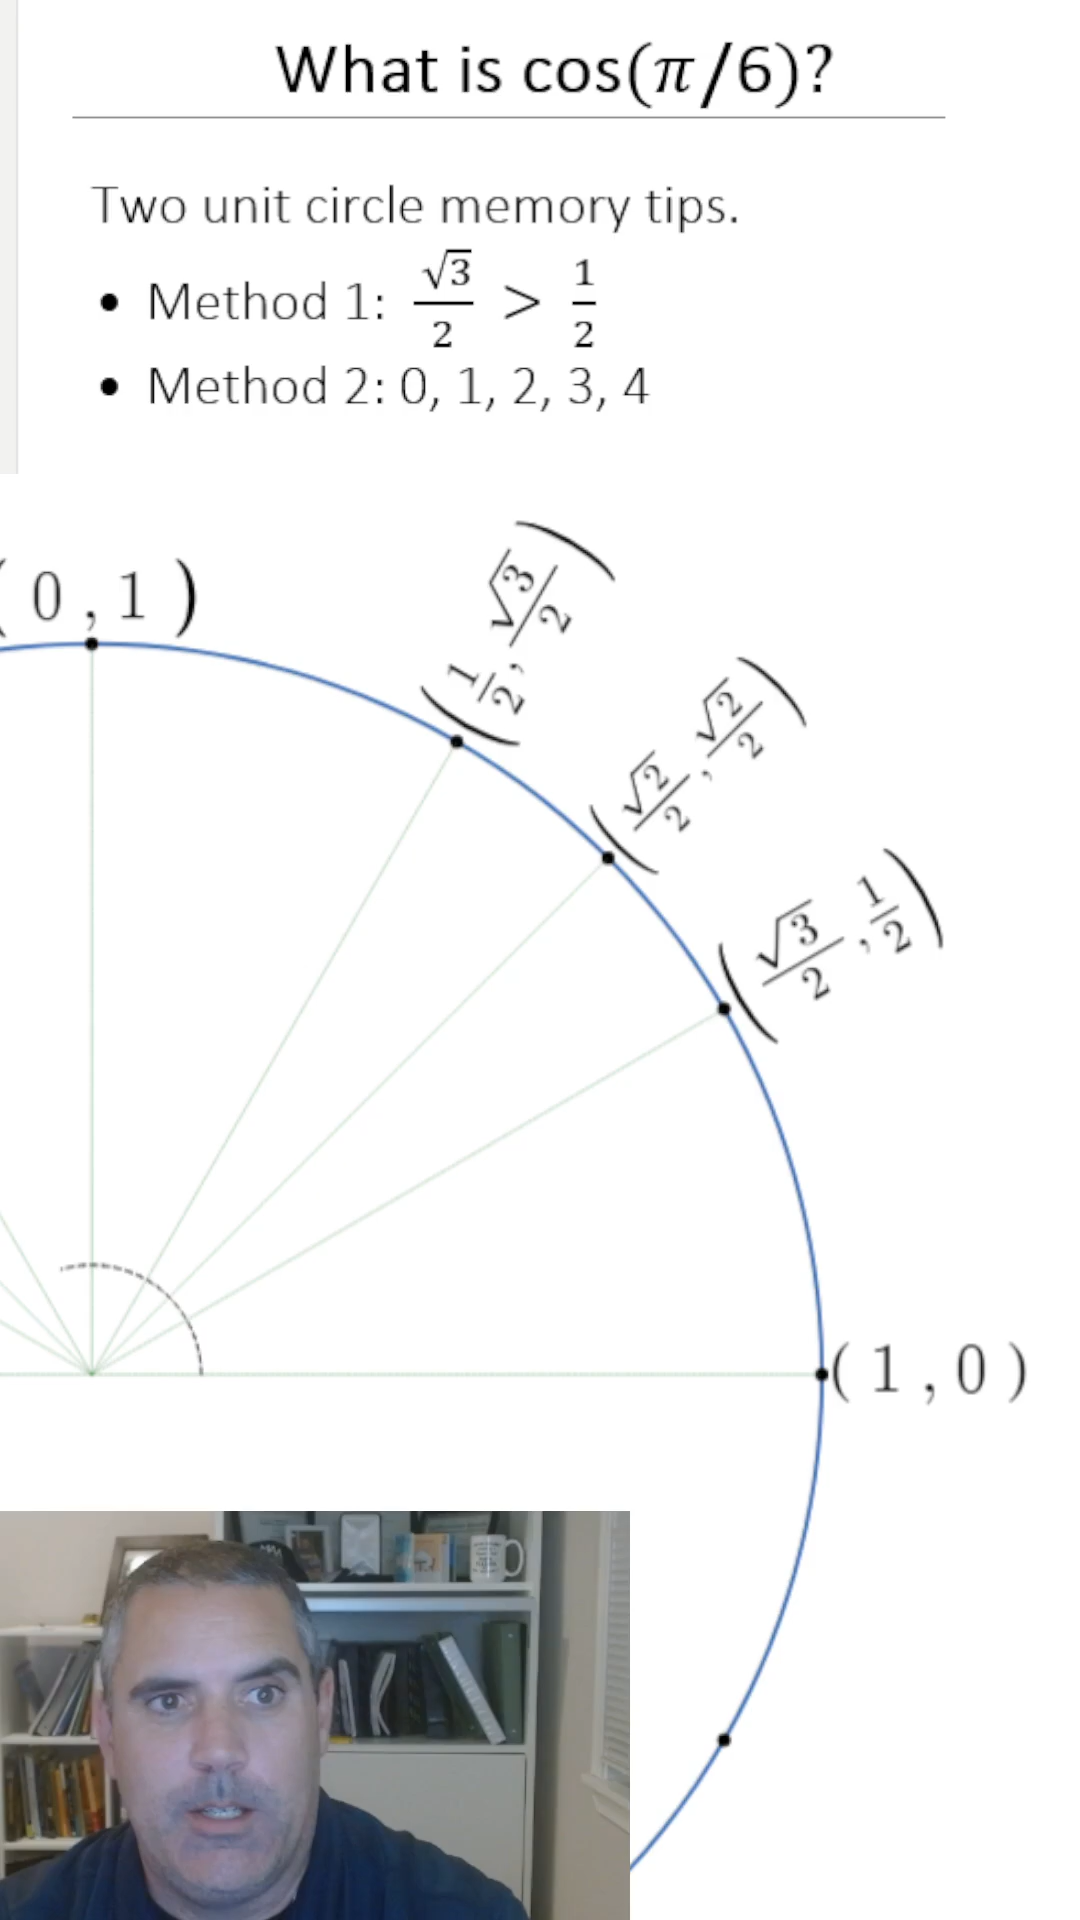 What is cos(π/6)?
Two unit circle memory tips.
• Method 1: √3/2 > 1/2
• Method 2: 0, 1, 2, 3, 4
( 0 , 1 )
(1/2, √3/2)
(√2/2, √2/2)
(√3/2, 1/2)
( 1 , 0 )